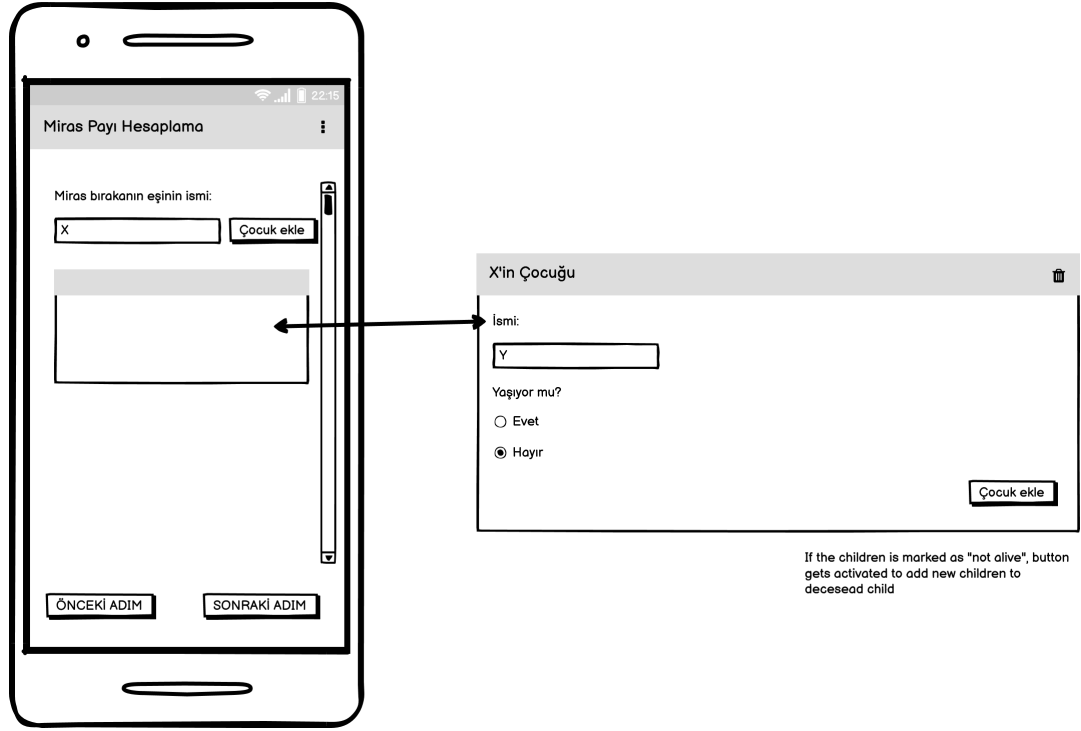 22:15
Miras Payı Hesaplama
Miras bırakanın eşinin ismi:
X
Çocuk ekle
ÖNCEKİ ADIM
SONRAKİ ADIM
X'in Çocuğu
İsmi:
Y
Yaşıyor mu?
Evet
Hayır
Çocuk ekle
If the children is marked as "not alive", button
gets activated to add new children to
decesead child